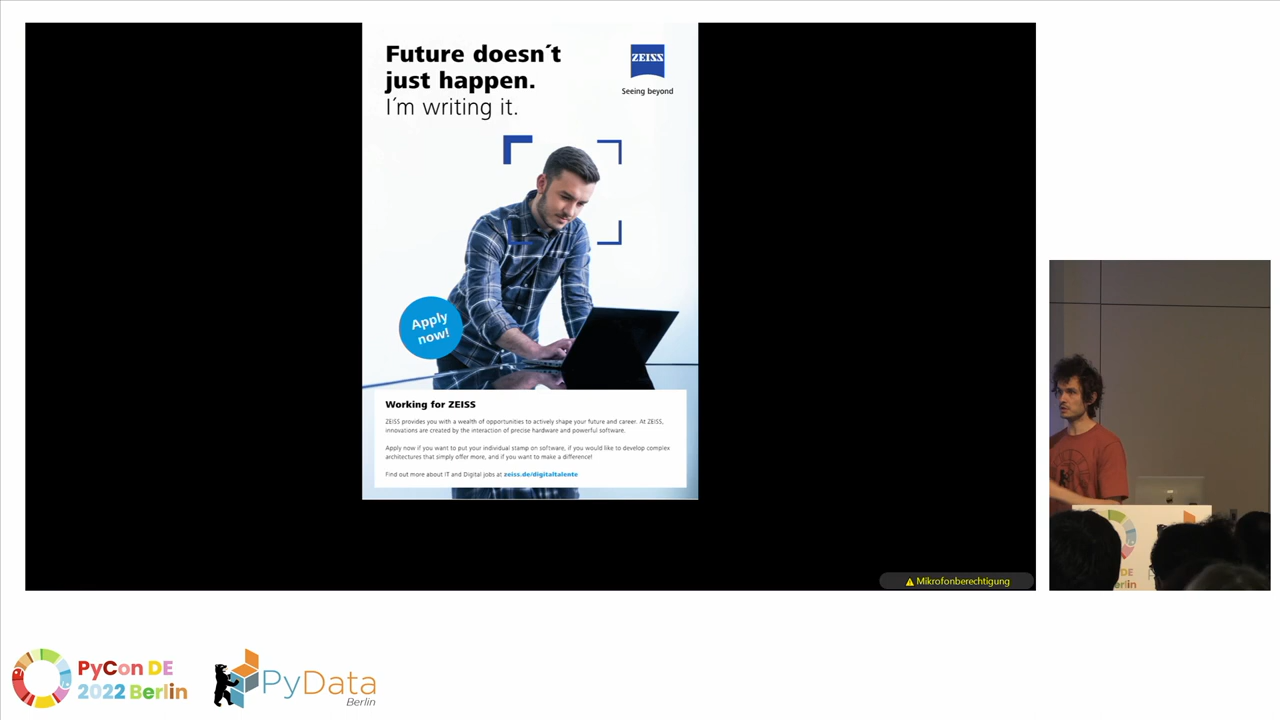 Future doesn´t
just happen.
I´m writing it.
ZEISS
Seeing beyond
Apply
now!
Working for ZEISS
ZEISS provides you with a wealth of opportunities to actively shape your future and career. At ZEISS,
innovations are created by the interaction of precise hardware and powerful software.
Apply now if you want to put your individual stamp on software, if you would like to develop complex
architectures that simply offer more, and if you want to make a difference!
Find out more about IT and Digital jobs at zeiss.de/digitaltalente
Mikrofonberechtigung
DE
erlin
PyCon DE
2022 Berlin
PyData
Berlin